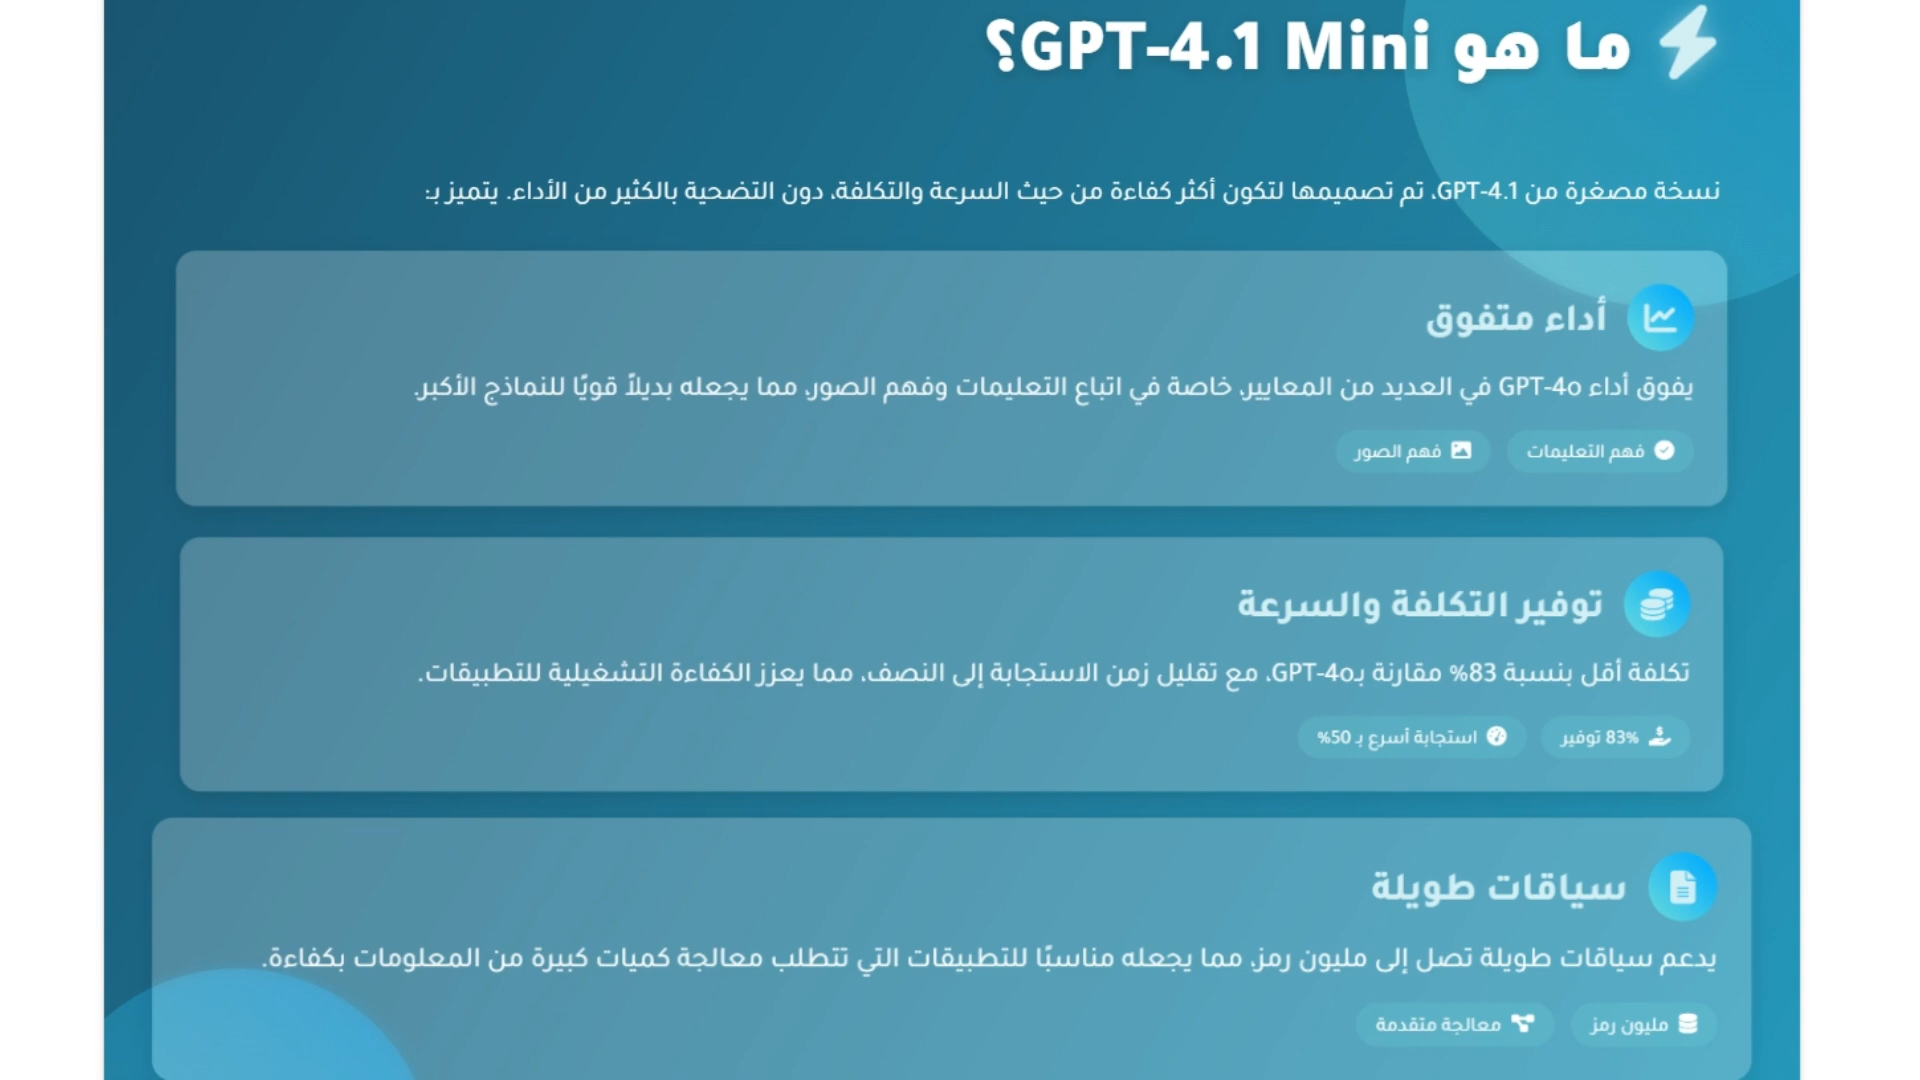 ما هو GPT-4.1 Mini؟
نسخة مصغرة من GPT-4.1، تم تصميمها لتكون أكثر كفاءة من حيث السرعة والتكلفة، دون التضحية بالكثير من الأداء. يتميز بـ:
أداء متفوق
يفوق أداء GPT-4o في العديد من المعايير، خاصة في اتباع التعليمات وفهم الصور، مما يجعله بديلاً قويًا للنماذج الأكبر.
فهم التعليمات
فهم الصور
توفير التكلفة والسرعة
تكلفة أقل بنسبة 83% مقارنة بـGPT-4o، مع تقليل زمن الاستجابة إلى النصف، مما يعزز الكفاءة التشغيلية للتطبيقات.
83% توفير
استجابة أسرع بـ 50%
سياقات طويلة
يدعم سياقات طويلة تصل إلى مليون رمز، مما يجعله مناسبًا للتطبيقات التي تتطلب معالجة كميات كبيرة من المعلومات بكفاءة.
مليون رمز
معالجة متقدمة